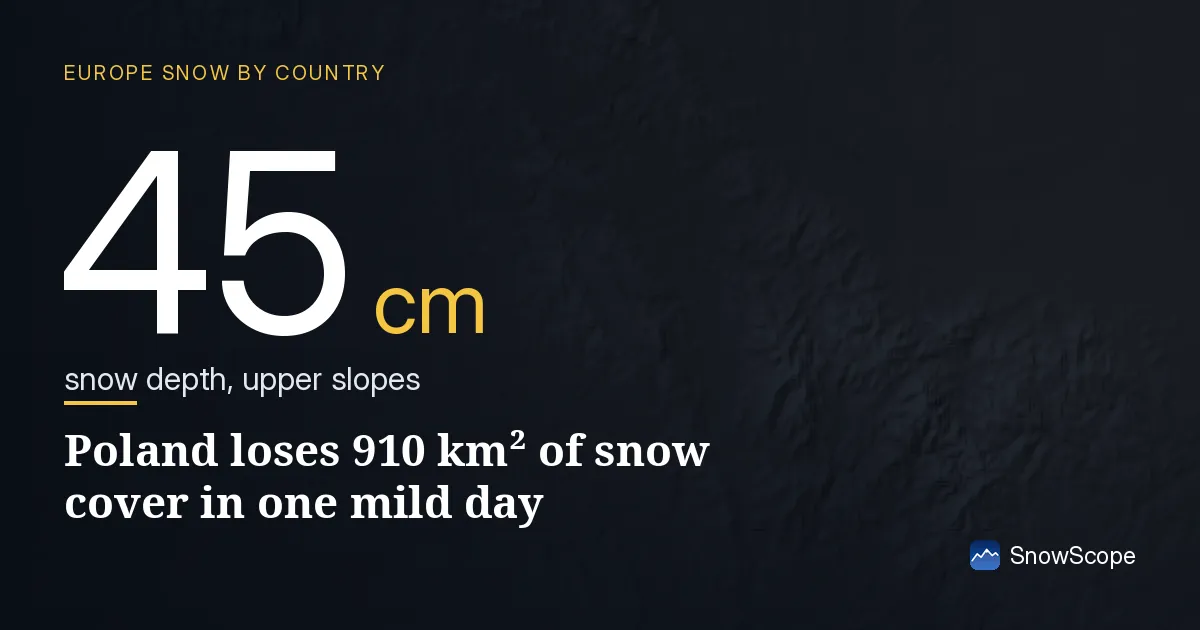 EUROPE SNOW BY COUNTRY
45 cm
snow depth, upper slopes
Poland loses 910 km² of snow
cover in one mild day
SnowScope